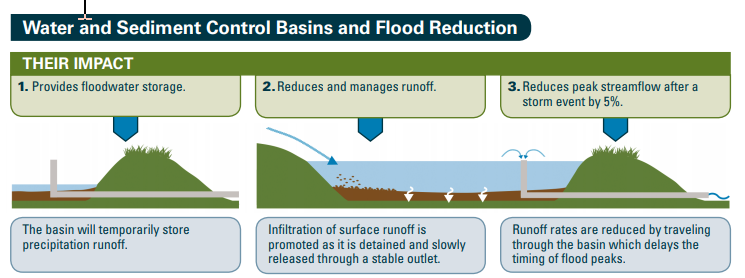 Water and Sediment Control Basins and Flood Reduction
THEIR IMPACT
1. Provides floodwater storage.
2. Reduces and manages runoff.
3. Reduces peak streamflow after a
storm event by 5%.
The basin will temporarily store
precipitation runoff.
Infiltration of surface runoff is
promoted as it is detained and slowly
released through a stable outlet.
Runoff rates are reduced by traveling
through the basin which delays the
timing of flood peaks.